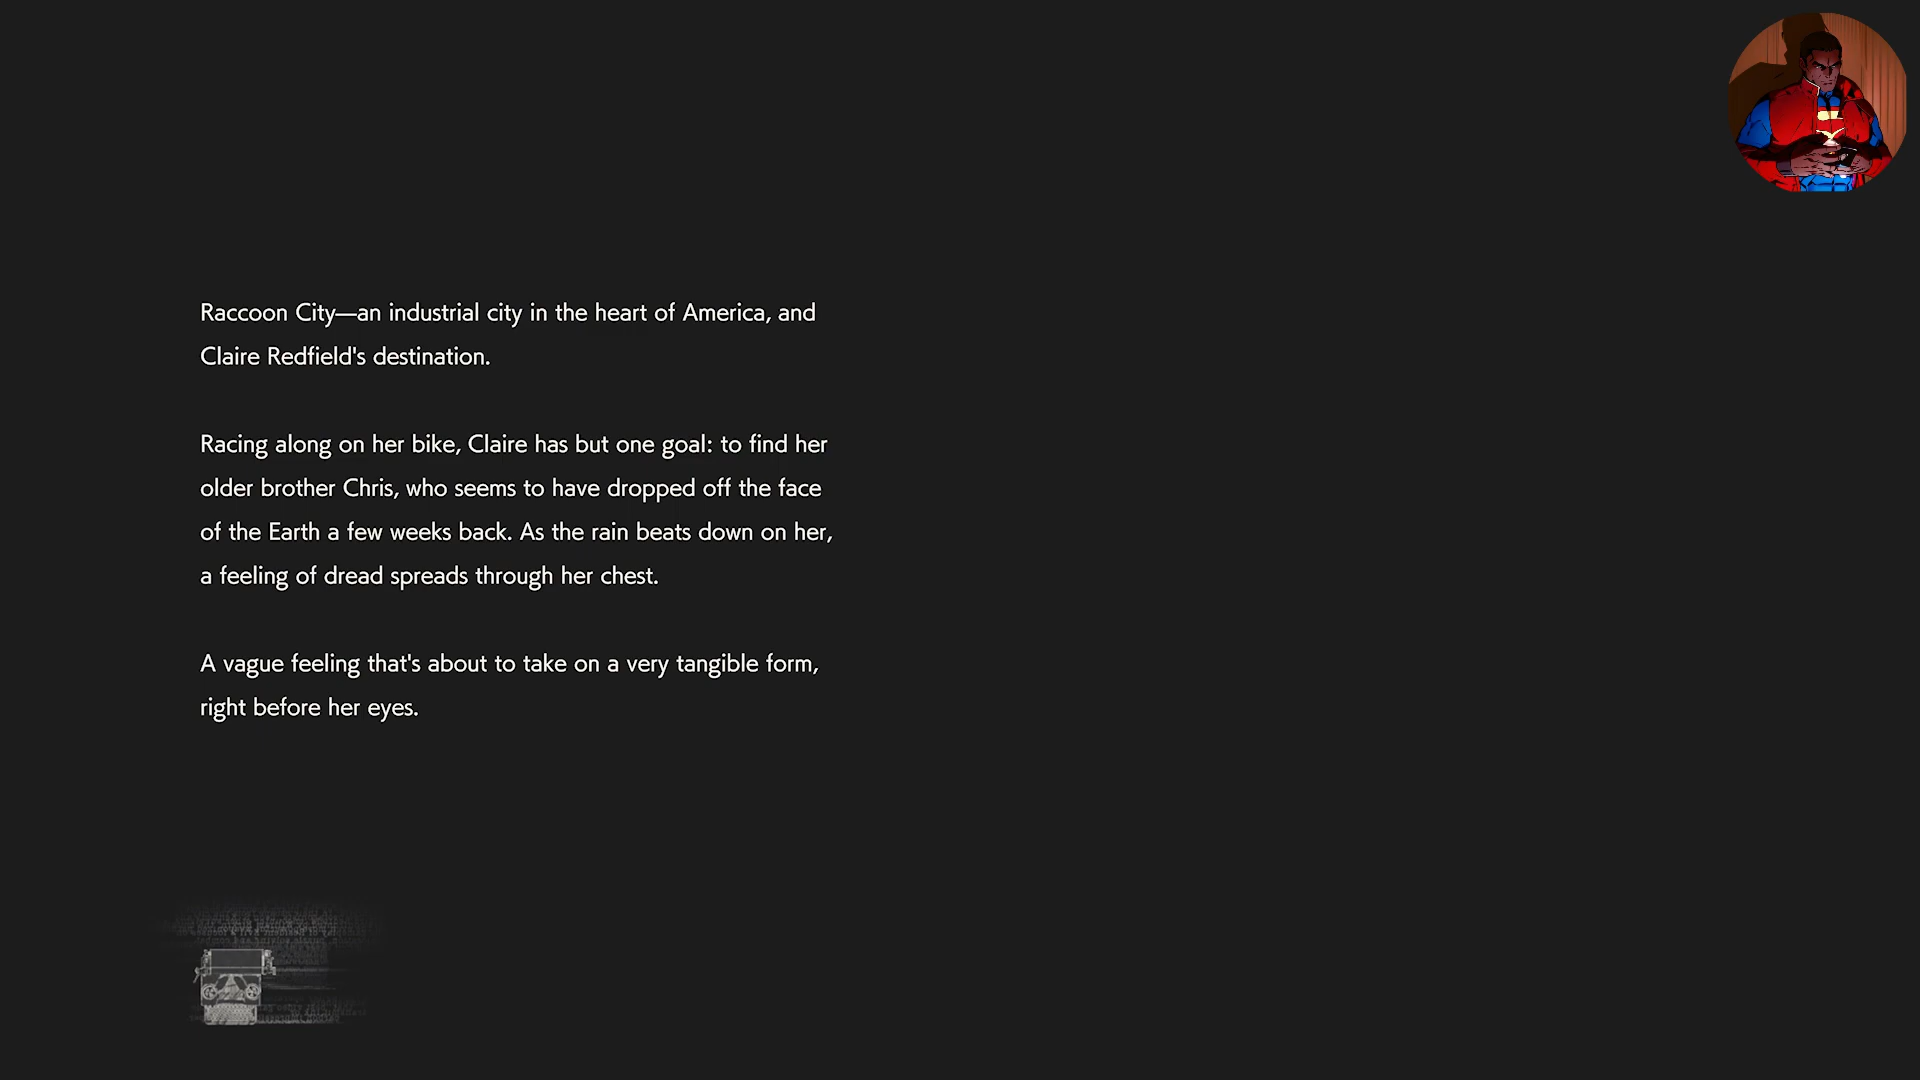 Raccoon City—an industrial city in the heart of America, and
Claire Redfield's destination.
Racing along on her bike, Claire has but one goal: to find her
older brother Chris, who seems to have dropped off the face
of the Earth a few weeks back. As the rain beats down on her,
a feeling of dread spreads through her chest.
A vague feeling that's about to take on a very tangible form,
right before her eyes.